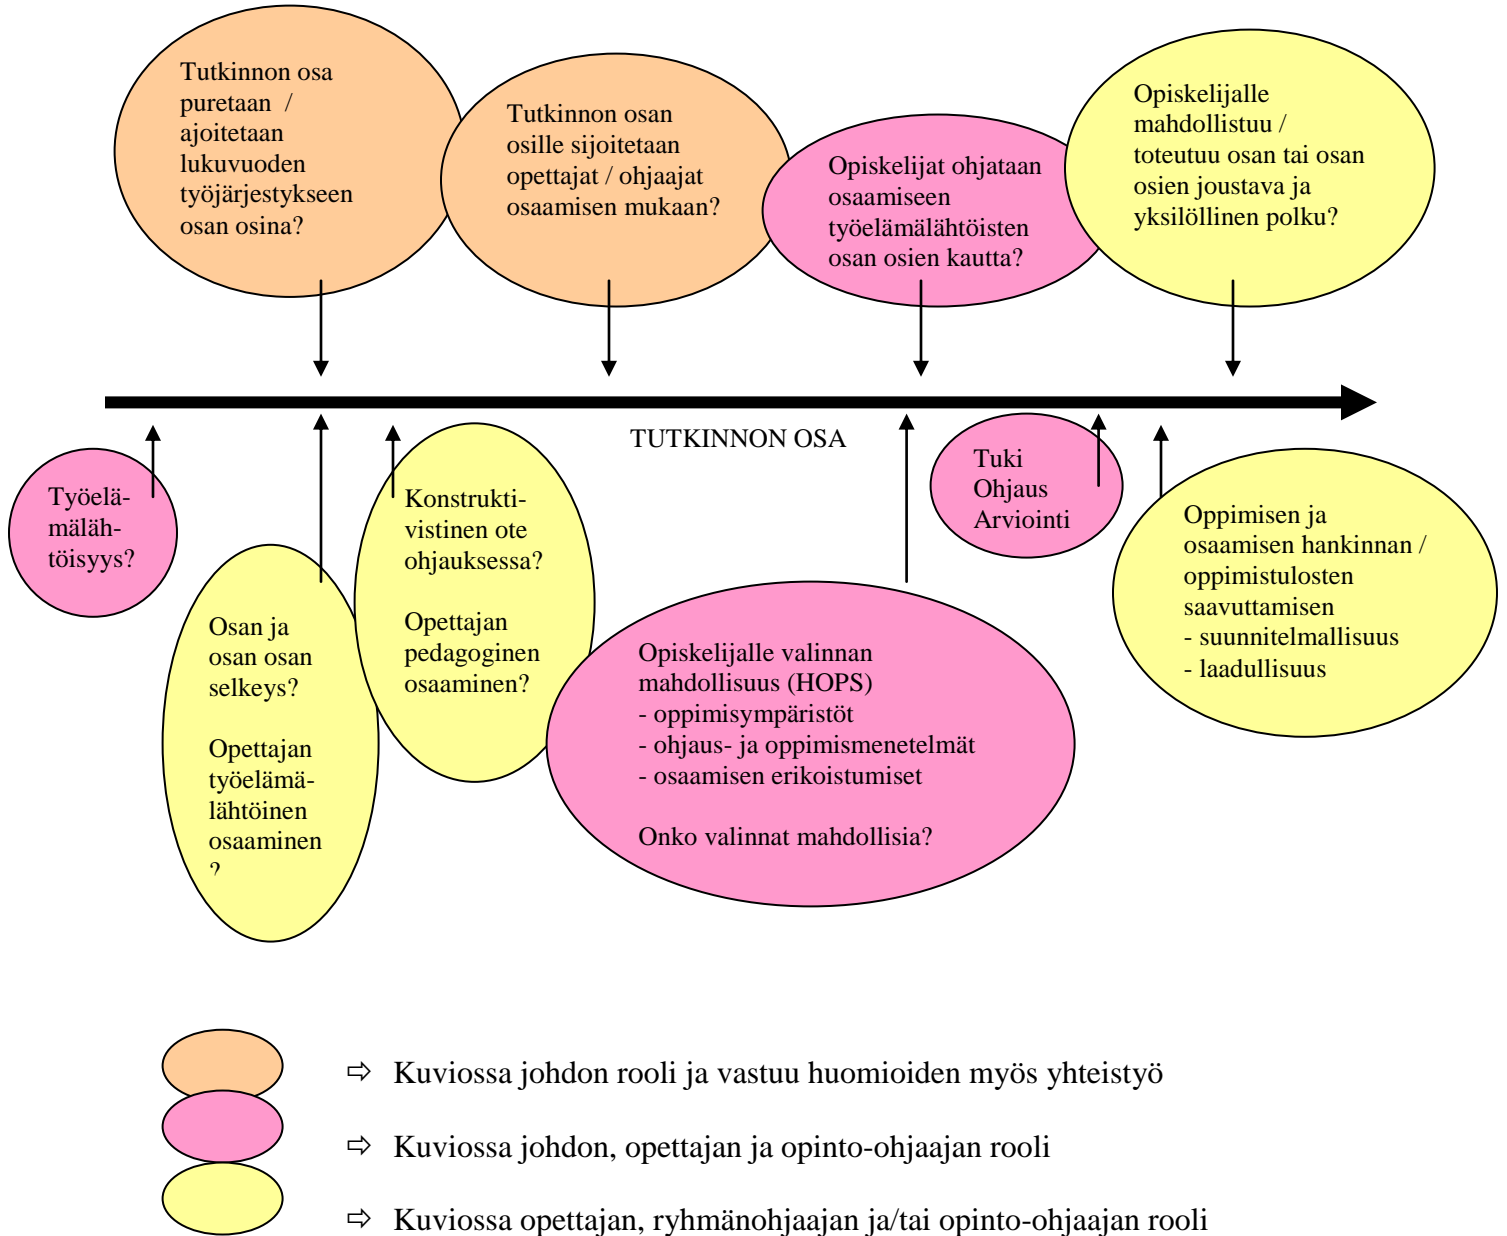 Tutkinnon osa
puretaan /
ajoitetaan
lukuvuoden
työjärjestykseen
osan osina?
Tutkinnon osan
osille sijoitetaan
opettajat / ohjaajat
osaamisen mukaan?
Opiskelijat ohjataan
osaamiseen
työelämälähtöisten
osan osien kautta?
Opiskelijalle
mahdollistuu /
toteutuu osan tai osan
osien joustava ja
yksilöllinen polku?
TUTKINNON OSA
Työelä-
mäläh-
töisyys?
Osan ja
osan osan
selkeys?
Opettajan
työelämä-
lähtöinen
osaaminen
?
Konstrukti-
vistinen ote
ohjauksessa?
Opettajan
pedagoginen
osaaminen?
Opiskelijalle valinnan
mahdollisuus (HOPS)
- oppimisympäristöt
- ohjaus- ja oppimismenetelmät
- osaamisen erikoistumiset
Onko valinnat mahdollisia?
Tuki
Ohjaus
Arviointi
Oppimisen ja
osaamisen hankinnan /
oppimistulosten
saavuttamisen
- suunnitelmallisuus
- laadullisuus
⇨ Kuviossa johdon rooli ja vastuu huomioiden myös yhteistyö
⇨ Kuviossa johdon, opettajan ja opinto-ohjaajan rooli
⇨ Kuviossa opettajan, ryhmänohjaajan ja/tai opinto-ohjaajan rooli